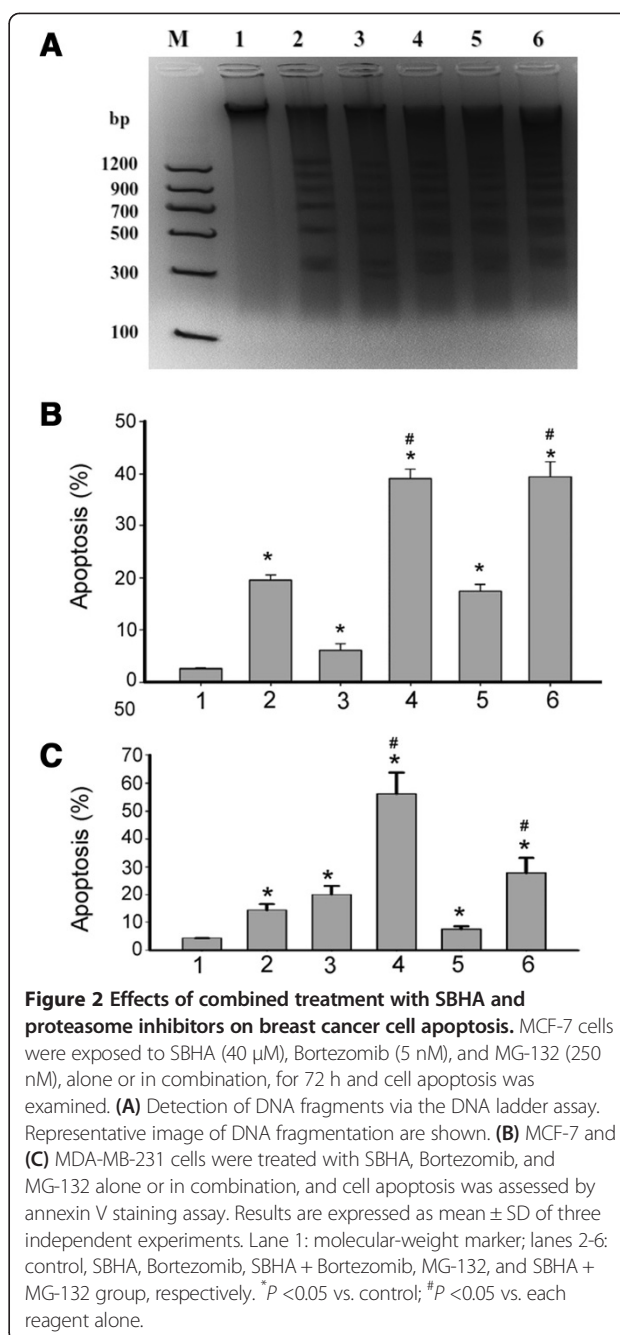 A
M 1 2 3 4 5 6
bp
1200
900
700
500
300
100
B
Apoptosis (%)
50
40
30
20
10
0
* * # * * # *
1 2 3 4 5 6
50
C
Apoptosis (%)
70
60
50
40
30
20
10
0
* * # * * # *
1 2 3 4 5 6
Figure 2 Effects of combined treatment with SBHA and
proteasome inhibitors on breast cancer cell apoptosis. MCF-7 cells
were exposed to SBHA (40 μM), Bortezomib (5 nM), and MG-132 (250
nM), alone or in combination, for 72 h and cell apoptosis was
examined. (A) Detection of DNA fragments via the DNA ladder assay.
Representative image of DNA fragmentation are shown. (B) MCF-7 and
(C) MDA-MB-231 cells were treated with SBHA, Bortezomib, and
MG-132 alone or in combination, and cell apoptosis was assessed by
annexin V staining assay. Results are expressed as mean ± SD of three
independent experiments. Lane 1: molecular-weight marker; lanes 2-6:
control, SBHA, Bortezomib, SBHA + Bortezomib, MG-132, and SBHA +
MG-132 group, respectively. *P <0.05 vs. control; #P <0.05 vs. each
reagent alone.